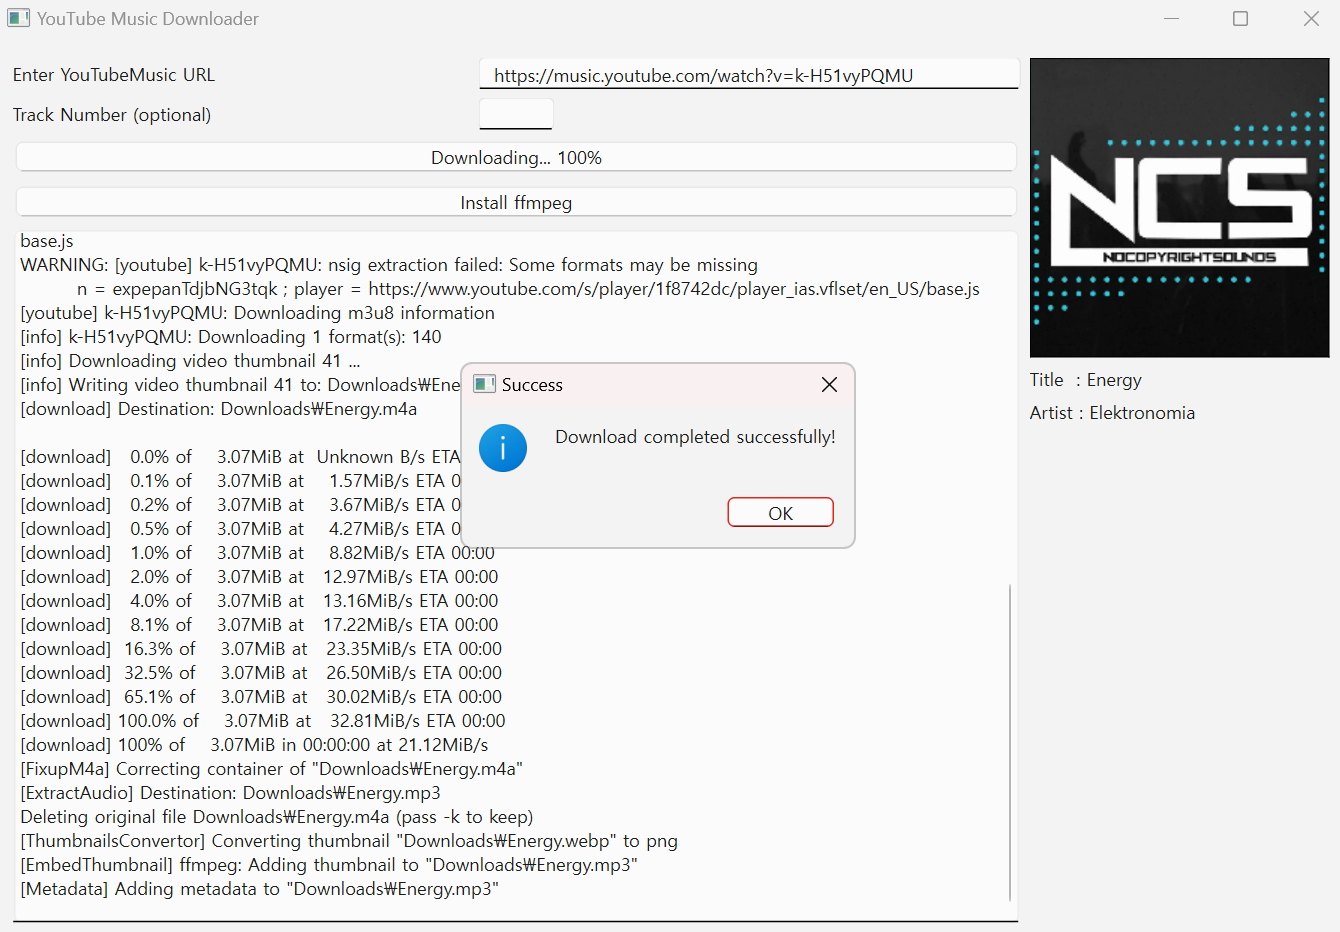 YouTube Music Downloader
Enter YouTubeMusic URL
https://music.youtube.com/watch?v=k-H51vyPQMU
Track Number (optional)
Downloading... 100%
Install ffmpeg
base.js
WARNING: [youtube] k-H51vyPQMU: nsig extraction failed: Some formats may be missing
n = expepanTdjbNG3tqk ; player = https://www.youtube.com/s/player/1f8742dc/player_ias.vflset/en_US/base.js
[youtube] k-H51vyPQMU: Downloading m3u8 information
[info] k-H51vyPQMU: Downloading 1 format(s): 140
[info] Downloading video thumbnail 41 ...
[info] Writing video thumbnail 41 to: Downloads₩Ene
[download] Destination: Downloads₩Energy.m4a
[download] 0.0% of 3.07MiB at Unknown B/s ETA
[download] 0.1% of 3.07MiB at 1.57MiB/s ETA 0
[download] 0.2% of 3.07MiB at 3.67MiB/s ETA 0
[download] 0.5% of 3.07MiB at 4.27MiB/s ETA 0
[download] 1.0% of 3.07MiB at 8.82MiB/s ETA 00:00
[download] 2.0% of 3.07MiB at 12.97MiB/s ETA 00:00
[download] 4.0% of 3.07MiB at 13.16MiB/s ETA 00:00
[download] 8.1% of 3.07MiB at 17.22MiB/s ETA 00:00
[download] 16.3% of 3.07MiB at 23.35MiB/s ETA 00:00
[download] 32.5% of 3.07MiB at 26.50MiB/s ETA 00:00
[download] 65.1% of 3.07MiB at 30.02MiB/s ETA 00:00
[download] 100.0% of 3.07MiB at 32.81MiB/s ETA 00:00
[download] 100% of 3.07MiB in 00:00:00 at 21.12MiB/s
[FixupM4a] Correcting container of "Downloads₩Energy.m4a"
[ExtractAudio] Destination: Downloads₩Energy.mp3
Deleting original file Downloads₩Energy.m4a (pass -k to keep)
[ThumbnailsConvertor] Converting thumbnail "Downloads₩Energy.webp" to png
[EmbedThumbnail] ffmpeg: Adding thumbnail to "Downloads₩Energy.mp3"
[Metadata] Adding metadata to "Downloads₩Energy.mp3"
Success
Download completed successfully!
OK
NCS
NOCOPYRIGHTSOUNDS
Title : Energy
Artist : Elektronomia